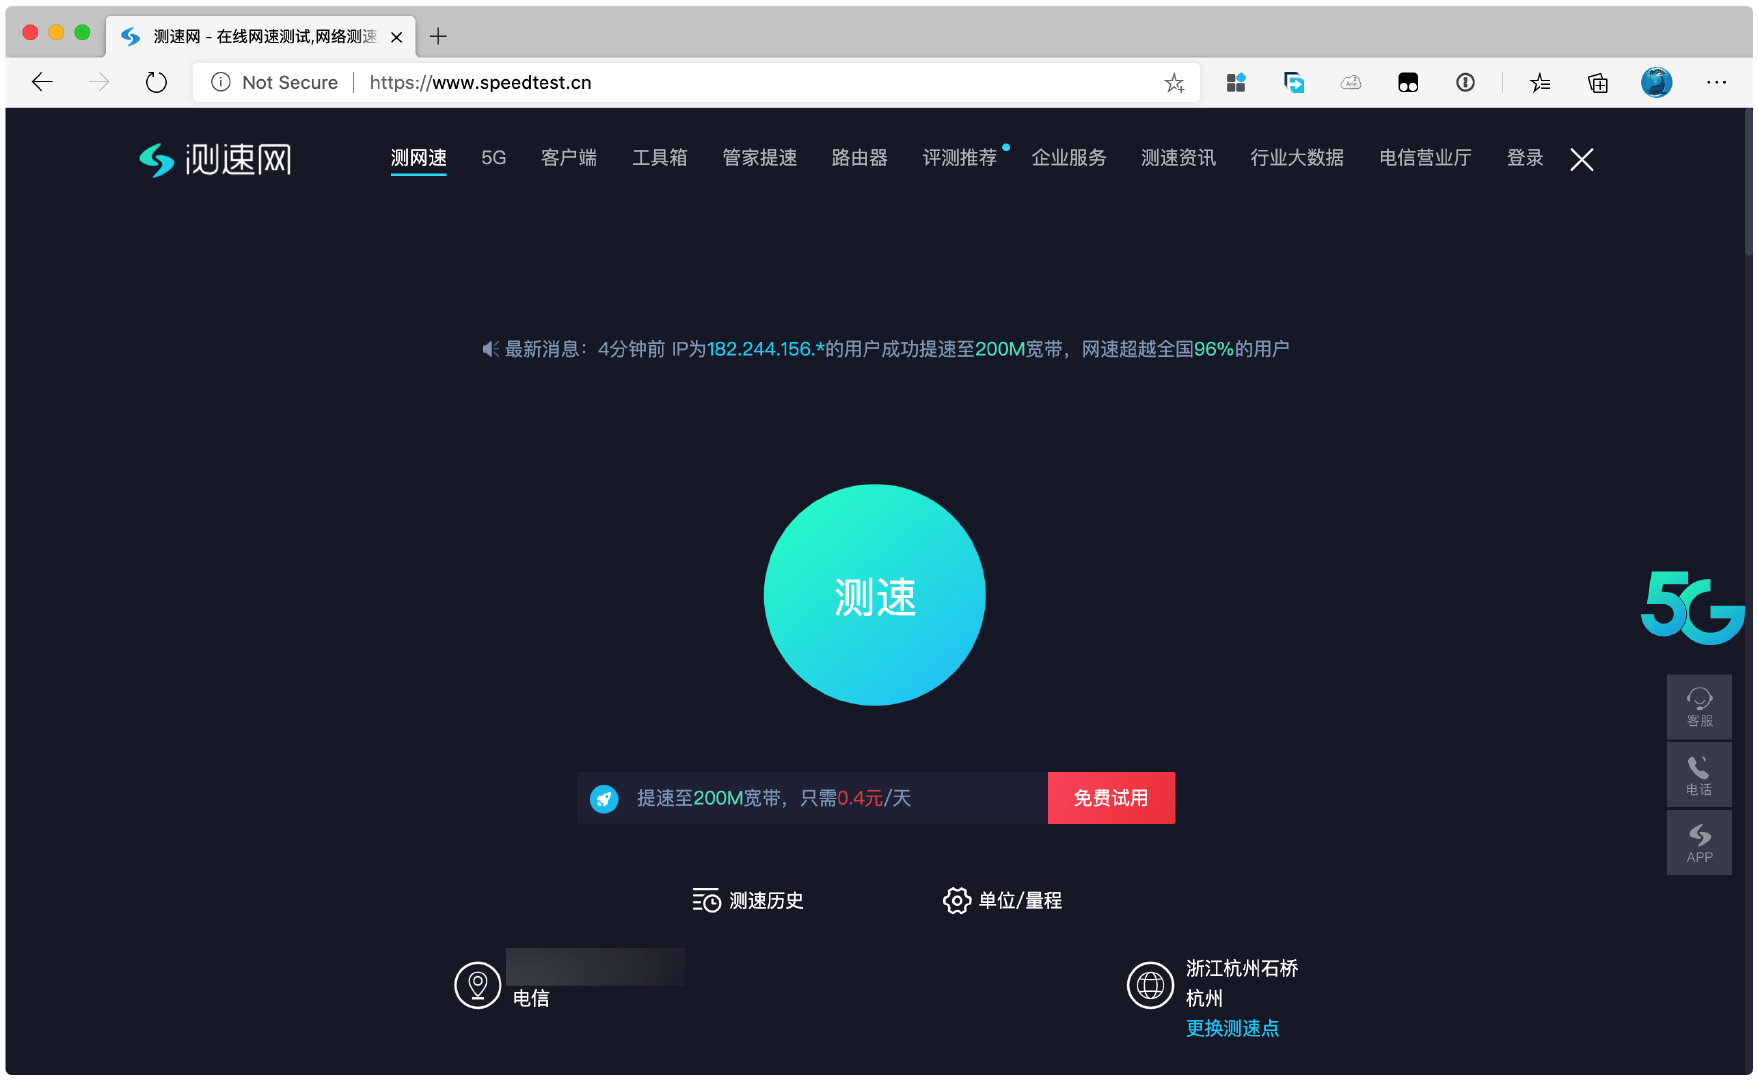 测速网 - 在线网速测试,网络测速
Not Secure https://www.speedtest.cn
测速网 测网速 5G 客户端 工具箱 管家提速 路由器 评测推荐 企业服务 测速资讯 行业大数据 电信营业厅 登录
最新消息：4分钟前 IP为182.244.156.*的用户成功提速至200M宽带，网速超越全国96%的用户
测速
5G
客服
电话
APP
提速至200M宽带，只需0.4元/天 免费试用
测速历史 单位/量程
电信
浙江杭州石桥
杭州
更换测速点